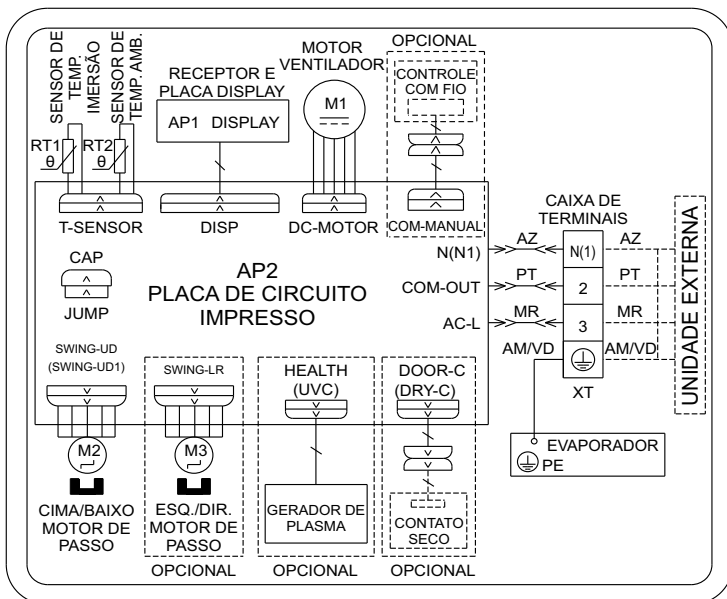 SENSOR DE
TEMP.
IMERSÃO
SENSOR DE
TEMP. AMB.
RT1
θ
RT2
θ
RECEPTOR E
PLACA DISPLAY
AP1 DISPLAY
MOTOR
VENTILADOR
M1
OPCIONAL
CONTROLE
COM FIO
T-SENSOR
DISP
DC-MOTOR
COM-MANUAL
CAP
JUMP
AP2
PLACA DE CIRCUITO
IMPRESSO
N(N1)
COM-OUT
AC-L
CAIXA DE
TERMINAIS
AZ
N(1)
AZ
PT
2
PT
MR
3
MR
AM/VD
AM/VD
XT
UNIDADE EXTERNA
EVAPORADOR
PE
SWING-UD
(SWING-UD1)
M2
CIMA/BAIXO
MOTOR DE
PASSO
SWING-LR
M3
ESQ./DIR.
MOTOR DE
PASSO
OPCIONAL
HEALTH
(UVC)
GERADOR DE
PLASMA
OPCIONAL
DOOR-C
(DRY-C)
CONTATO
SECO
OPCIONAL